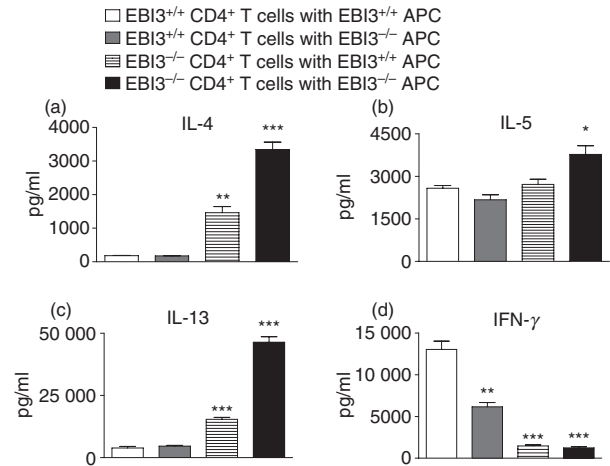 EBI3+/+ CD4+ T cells with EBI3+/+ APC
EBI3+/+ CD4+ T cells with EBI3−/− APC
EBI3−/− CD4+ T cells with EBI3+/+ APC
EBI3−/− CD4+ T cells with EBI3−/− APC
(a)
IL-4
pg/ml
4000
3000
2000
1000
0
**
***
(b)
IL-5
pg/ml
4500
3000
1500
0
*
(c)
IL-13
pg/ml
50 000
25 000
0
***
***
(d)
IFN-γ
pg/ml
15 000
10 000
5000
0
**
***
***